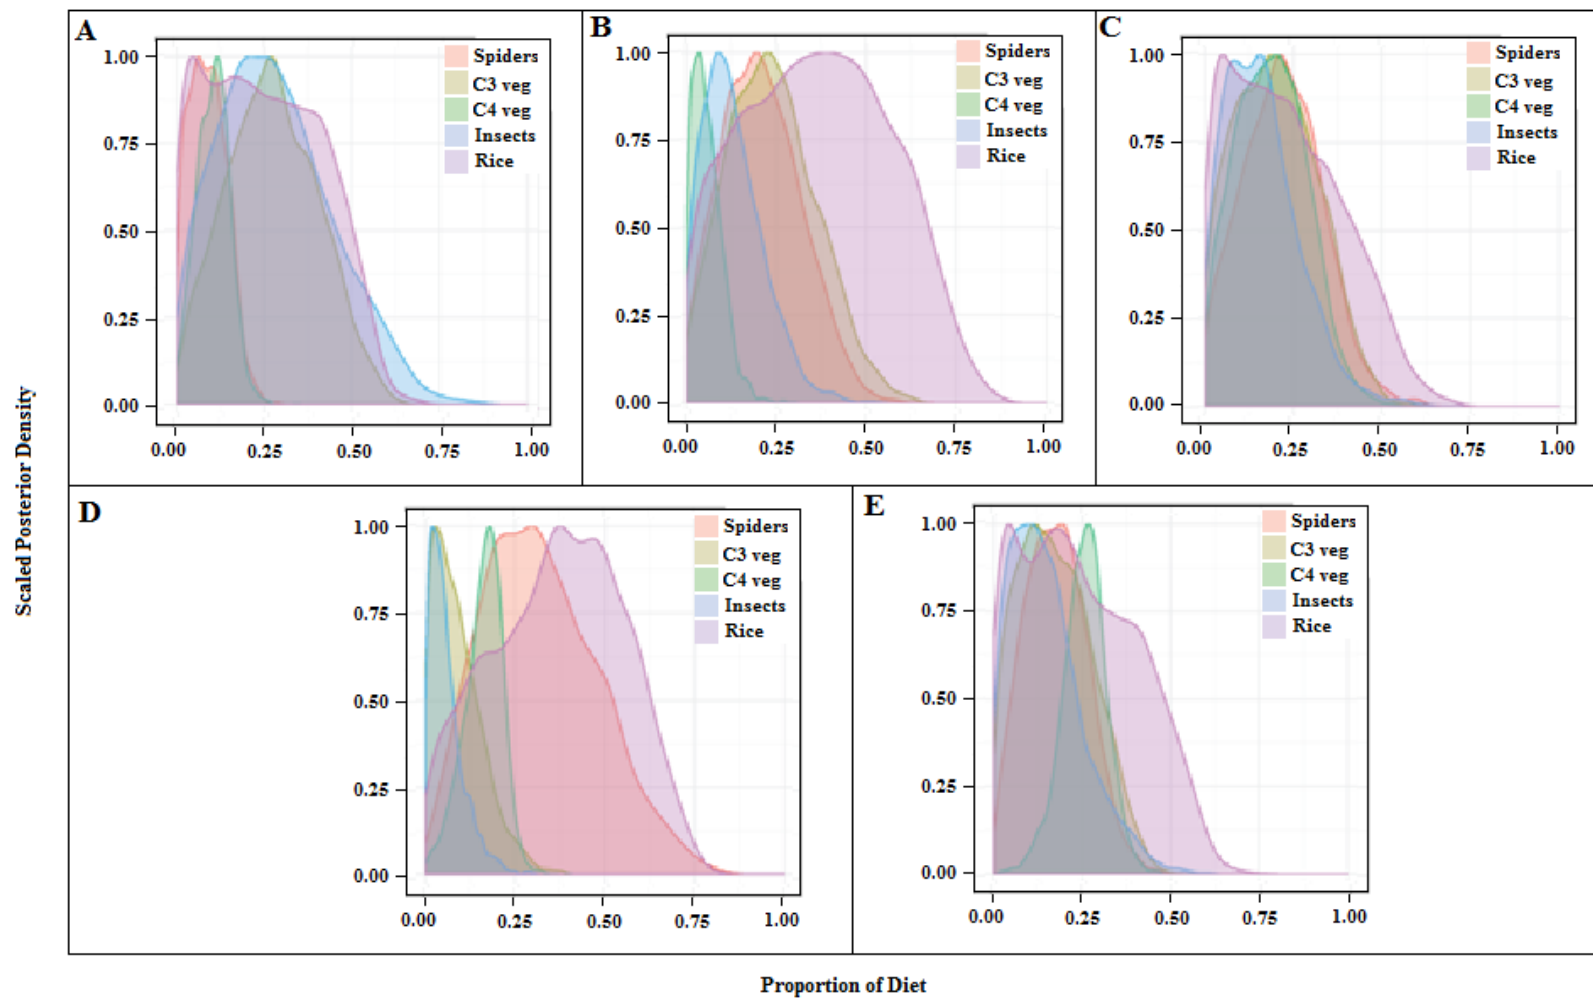 A
1.00
0.75
0.50
0.25
0.00
0.00 0.25 0.50 0.75 1.00
Spiders
C3 veg
C4 veg
Insects
Rice
B
1.00
0.75
0.50
0.25
0.00
0.00 0.25 0.50 0.75 1.00
Spiders
C3 veg
C4 veg
Insects
Rice
C
1.00
0.75
0.50
0.25
0.00
0.00 0.25 0.50 0.75 1.00
Spiders
C3 veg
C4 veg
Insects
Rice
D
1.00
0.75
0.50
0.25
0.00
0.00 0.25 0.50 0.75 1.00
Spiders
C3 veg
C4 veg
Insects
Rice
E
1.00
0.75
0.50
0.25
0.00
0.00 0.25 0.50 0.75 1.00
Spiders
C3 veg
C4 veg
Insects
Rice
Scaled Posterior Density
Proportion of Diet